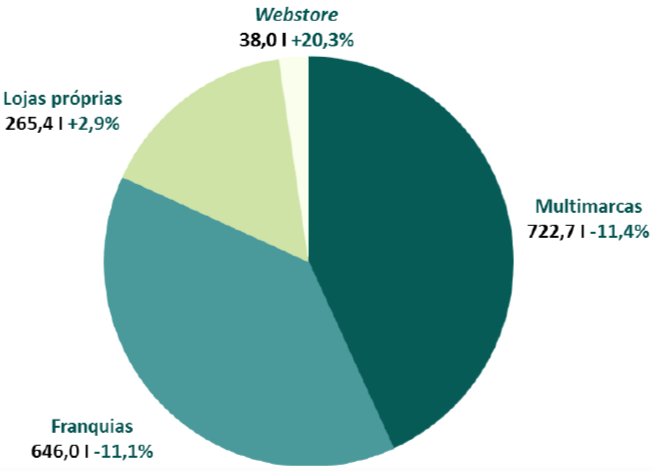 Webstore
38,0 | +20,3%
Lojas próprias
265,4 | +2,9%
Multimarcas
722,7 | -11,4%
Franquias
646,0 | -11,1%